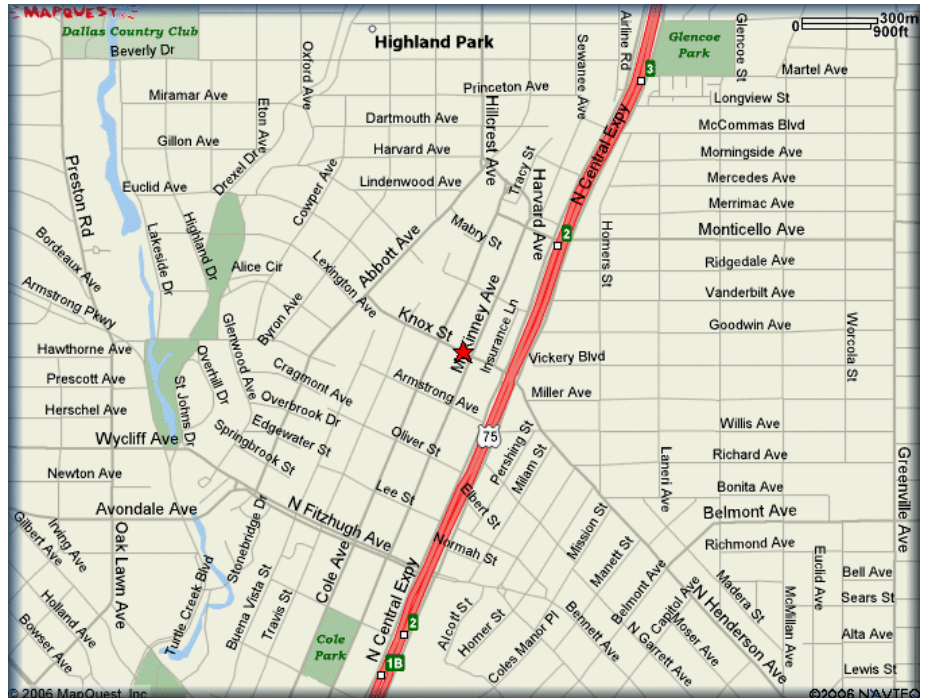 MAPQUEST
Dallas Country Club
Beverly Dr
Highland Park
Oxford Ave
Sewanee Ave
Airline Rd
Glencoe
Park
Glencoe St
0 300m
900ft
3
Martel Ave
Miramar Ave
Eton Ave
Princeton Ave
Hillcrest Ave
Longview St
Dartmouth Ave
McCommas Blvd
N Central Expy
Gillon Ave
Harvard Ave
Morningside Ave
Preston Rd
Drexel Dr
Cowper Ave
Tracy St
Harvard Ave
Mercedes Ave
Euclid Ave
Lindenwood Ave
Merrimac Ave
Lakeside Dr
Highland Dr
Mabry St
2
Homers St
Monticello Ave
Bordeaux Ave
Abbott Ave
Alice Cir
Ridgedale Ave
Lexington Ave
Armstrong Pkwy
Byron Ave
McKinney Ave
Insurance Ln
Vanderbilt Ave
Knox St
Glenwood Ave
Goodwin Ave
Worcola St
Hawthorne Ave
Overhill Dr
Vickery Blvd
Prescott Ave
St Johns Dr
Cragmont Ave
Armstrong Ave
Miller Ave
Herschel Ave
Overbrook Dr
Edgewater St
Springbrook St
Willis Ave
Wycliff Ave
Oliver St
75
Pershing St
Milam St
Laneri Ave
Richard Ave
Greenville Ave
Newton Ave
Lee St
Elbert St
Bonita Ave
Avondale Ave
Stonebridge Dr
N Fitzhugh Ave
Mission St
Belmont Ave
Gilbert Ave
Irving Ave
Oak Lawn Ave
Normah St
Manett St
Richmond Ave
Euclid Ave
Turtle Creek Blvd
Buena Vista St
Travis St
Cole Ave
N Central Expy
Belmont Ave
Capitol Ave
Madera St
McMillan Ave
Bell Ave
Holland Ave
Alcott St
Homer St
Bennett Ave
N Henderson Ave
Sears St
Bowser Ave
Cole
Park
2
Coles Manor Pl
N Garrett Ave
Moser Ave
Alta Ave
1B
Lewis St
© 2006 MapQuest, Inc
©2006 NAVTEQ